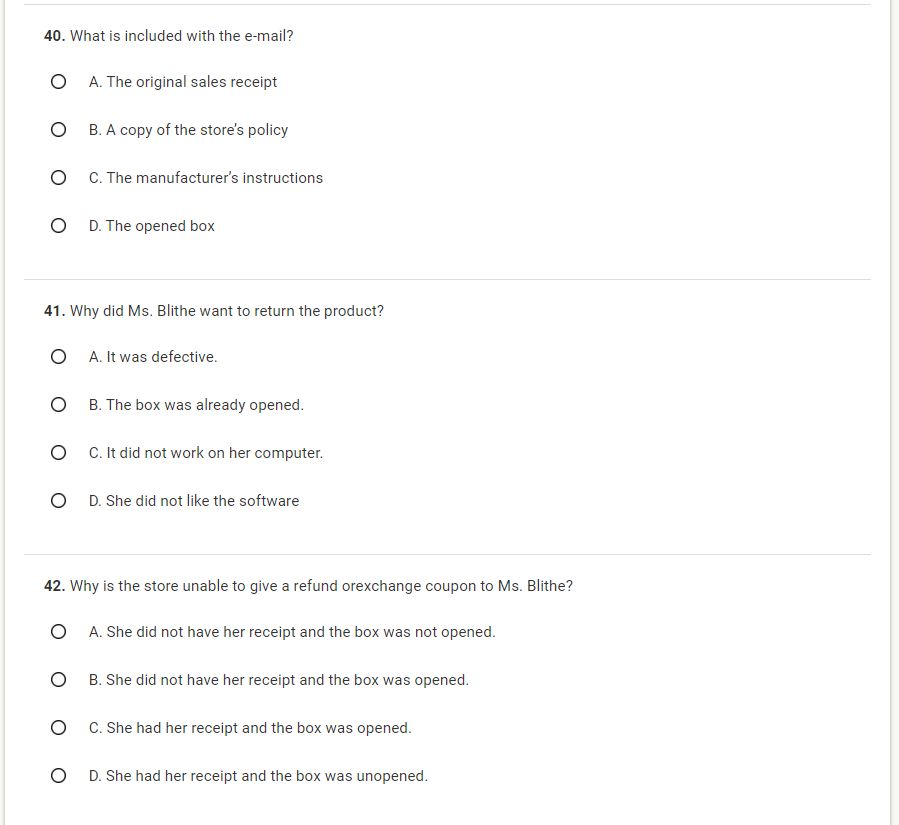 40. What is included with the e-mail?
A. The original sales receipt
B. A copy of the store's policy
C. The manufacturer's instructions
D. The opened box
41. Why did Ms. Blithe want to return the product?
A. It was defective.
B. The box was already opened.
C. It did not work on her computer.
D. She did not like the software
42. Why is the store unable to give a refund orexchange coupon to Ms. Blithe?
A. She did not have her receipt and the box was not opened.
B. She did not have her receipt and the box was opened.
C. She had her receipt and the box was opened.
D. She had her receipt and the box was unopened.